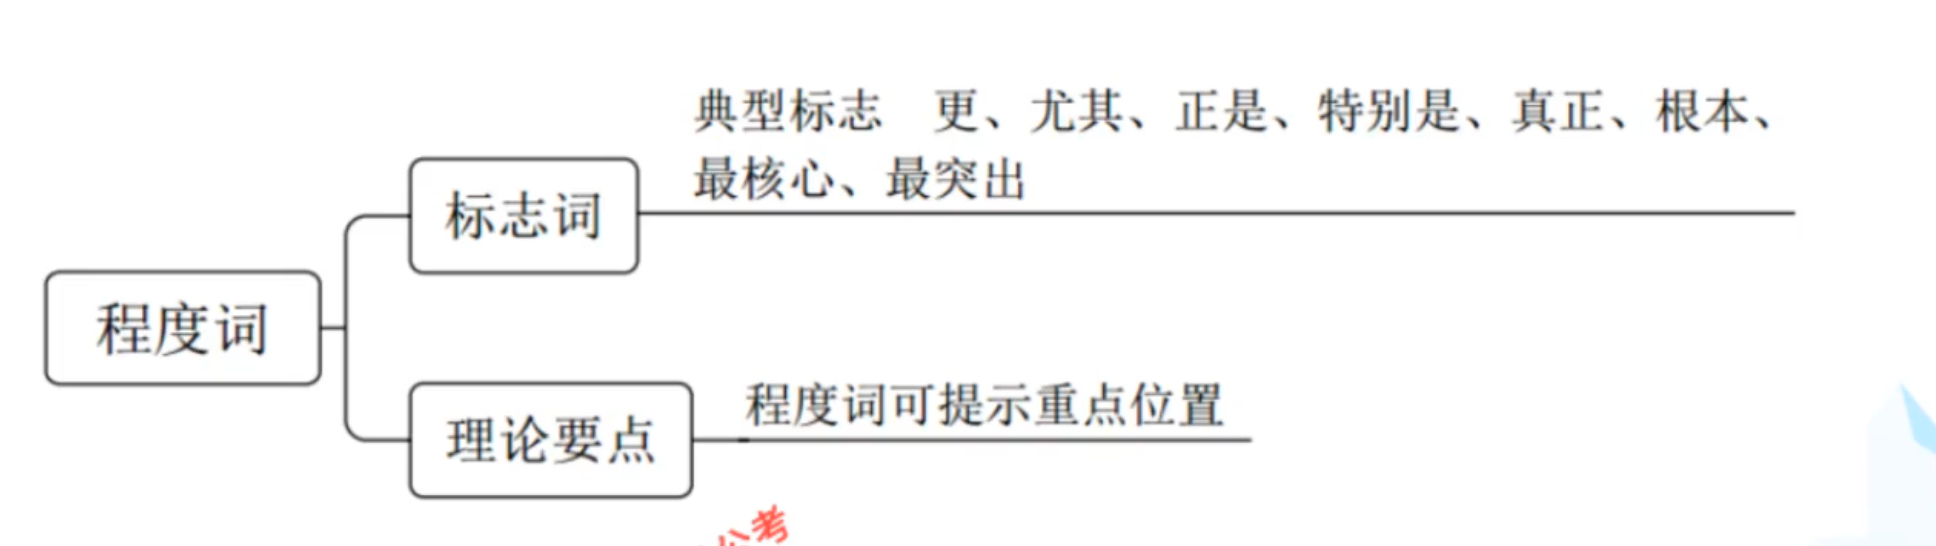 典型标志 更、尤其、正是、特别是、真正、根本、
最核心、最突出
标志词
程度词
程度词可提示重点位置
理论要点
公考